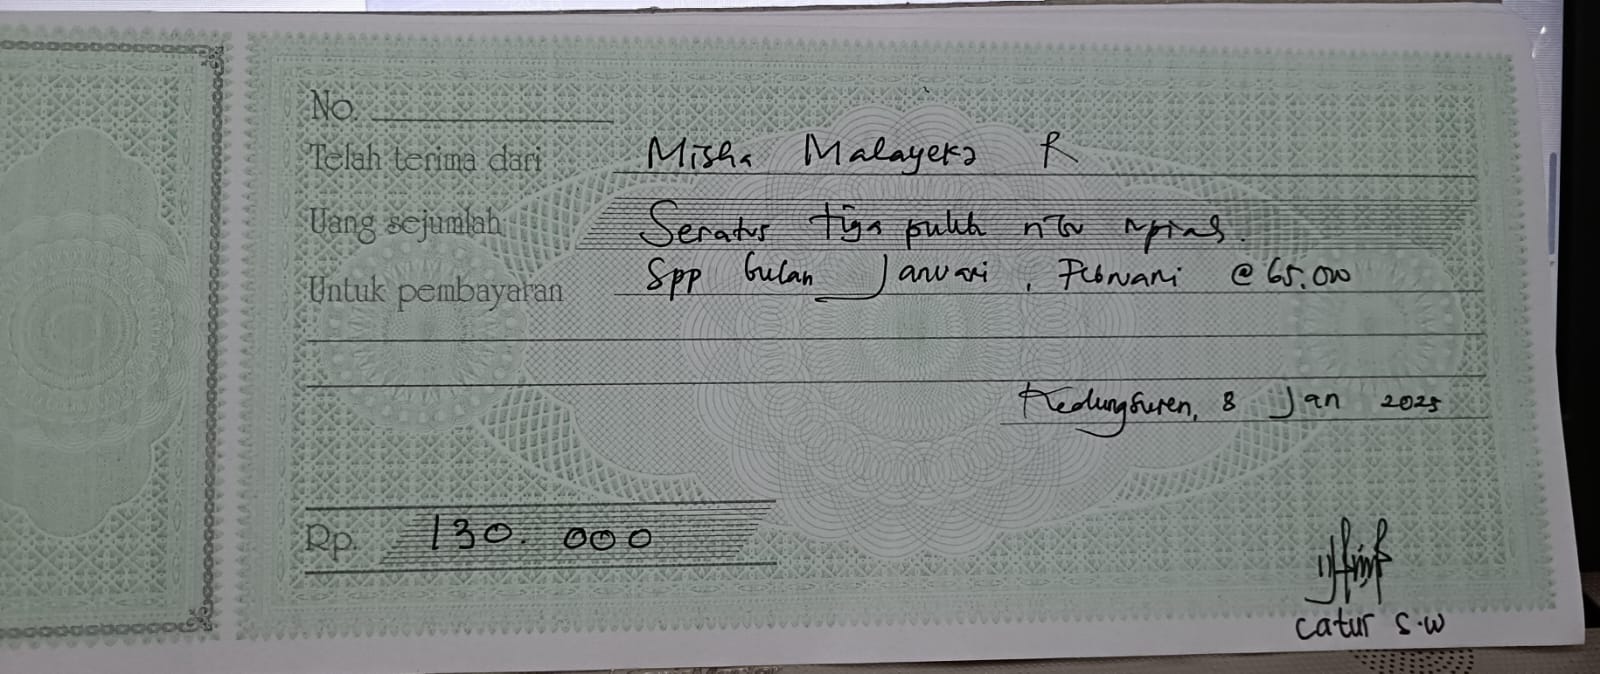 No.
Telah terima dari Misha Malayeka R
Uang sejumlah Seratus tiga puluh ribu rupiah.
Untuk pembayaran Spp bulan Januari, Februari @ 65.000
Kedungsuren, 8 Jan 2025
Rp. 130.000
Catur S.W